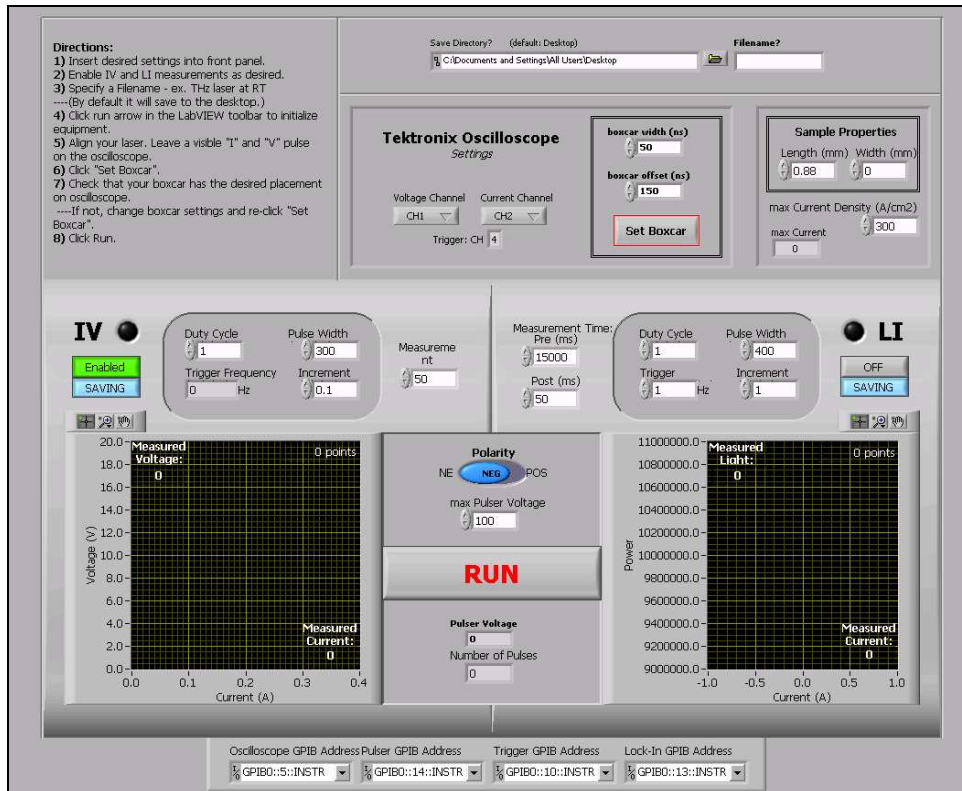 Directions:
1) Insert desired settings into front panel.
2) Enable IV and LI measurements as desired.
3) Specify a Filename - ex. THz laser at RT
----(By default it will save to the desktop.)
4) Click run arrow in the LabVIEW toolbar to initialize
equipment.
5) Align your laser. Leave a visible "I" and "V" pulse
on the oscilloscope.
6) Click "Set Boxcar".
7) Check that your boxcar has the desired placement
on oscilloscope.
----If not, change boxcar settings and re-click "Set
Boxcar".
8) Click Run.
Save Directory? (default: Desktop)
C:\Documents and Settings\All Users\Desktop
Filename?
Tektronix Oscilloscope
Settings
Voltage Channel Current Channel
CH1 CH2
Trigger: CH 4
boxcar width (ns)
50
boxcar offset (ns)
150
Set Boxcar
Sample Properties
Length (mm) Width (mm)
0.88 0
max Current Density (A/cm2)
300
max Current
0
IV
Enabled
SAVING
Duty Cycle Pulse Width
1 300
Trigger Frequency Increment
0 Hz 0.1
Measureme
nt
50
Measurement Time:
Pre (ms)
15000
Post (ms)
50
Duty Cycle Pulse Width
1 400
Trigger Increment
1 Hz 1
LI
OFF
SAVING
20.0
18.0
16.0
14.0
12.0
10.0
8.0
6.0
4.0
2.0
0.0
Voltage (V)
Measured
Voltage:
0
0 points
Measured
Current:
0
0.0 0.1 0.2 0.3 0.4
Current (A)
Polarity
NE NEG POS
max Pulser Voltage
100
RUN
Pulser Voltage
0
Number of Pulses
0
11000000.0
10800000.0
10600000.0
10400000.0
10200000.0
10000000.0
9800000.0
9600000.0
9400000.0
9200000.0
9000000.0
Power
Measured
Light:
0
0 points
Measured
Current:
0
-1.0 -0.5 0.0 0.5 1.0
Current (A)
Oscilloscope GPIB Address Pulser GPIB Address Trigger GPIB Address Lock-In GPIB Address
GPIB0::5::INSTR GPIB0::14::INSTR GPIB0::10::INSTR GPIB0::13::INSTR